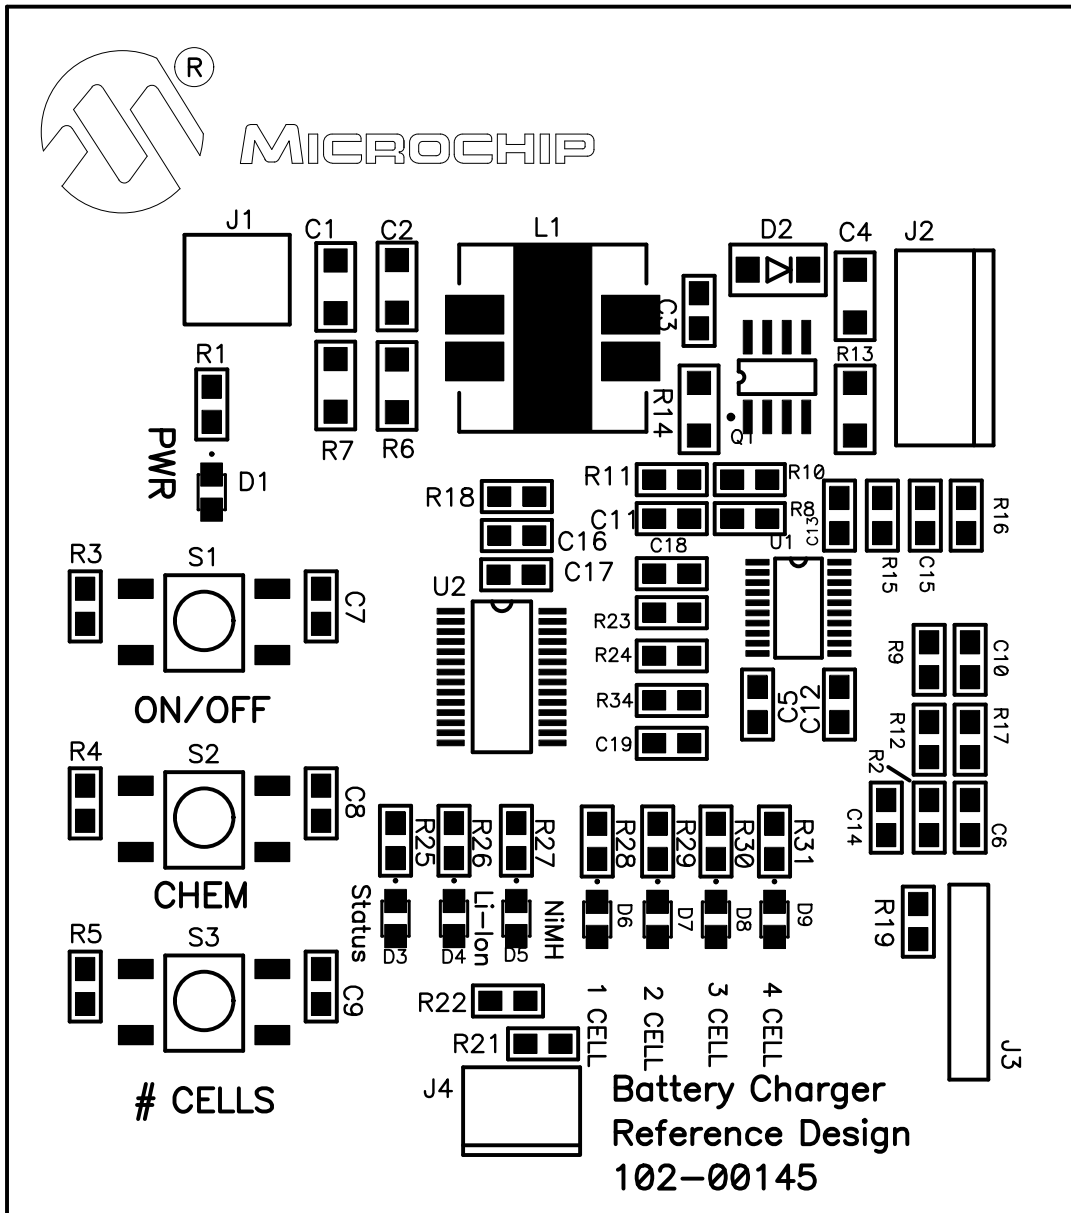 ®
MICROCHIP
J1
C1
C2
L1
D2
C4
J2
C3
R1
R13
R7
R6
R14
Q1
PWR
D1
R18
R11
R10
C11
R8
C13
R16
C16
C18
U1
R15
C15
R3
S1
C7
C17
U2
R23
R24
R9
C10
ON/OFF
R34
C5
C12
C19
R12
R17
R2
R4
S2
C8
C14
C6
CHEM
R25
R26
R27
R28
R29
R30
R31
Status
Li-Ion
NiMH
D3
D4
D5
D6
D7
D8
D9
R19
R5
S3
C9
R22
R21
1 CELL
2 CELL
3 CELL
4 CELL
J3
# CELLS
J4
Battery Charger
Reference Design
102-00145